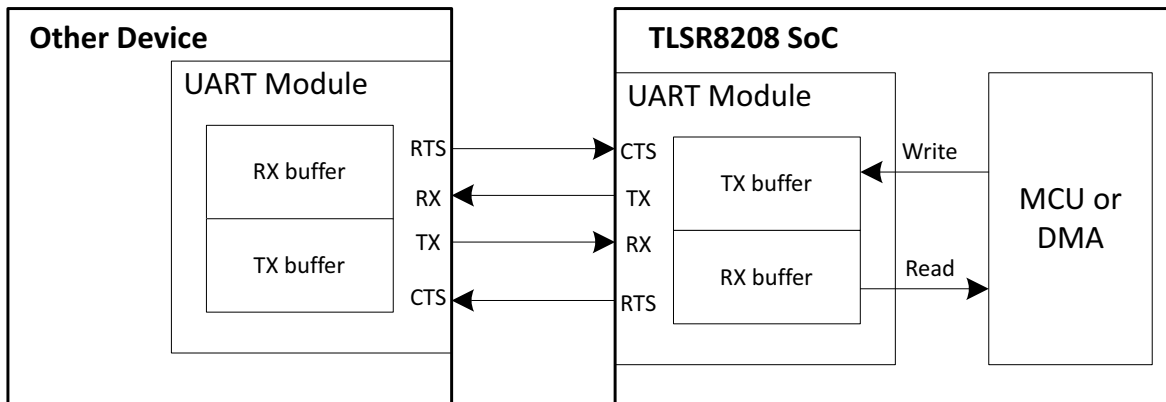 Other Device
UART Module
RX buffer
TX buffer
RTS
RX
TX
CTS
TLSR8208 SoC
UART Module
CTS
TX
RX
RTS
TX buffer
RX buffer
Write
Read
MCU or
DMA